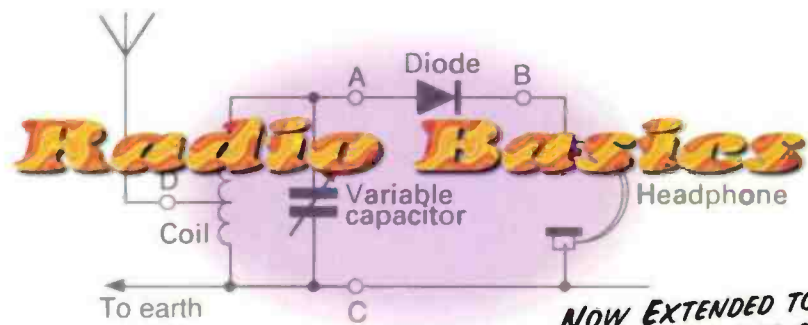 Diode
A
B
Radio Basics
D
Variable
capacitor
Headphone
Coil
To earth
C
NOW EXTENDED TO